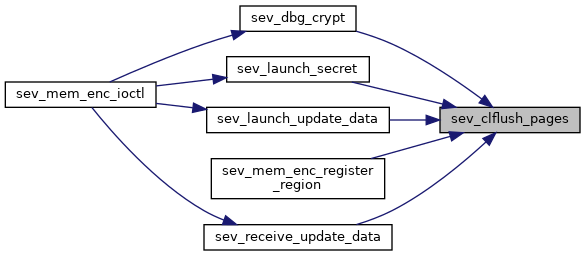 sev_dbg_crypt
sev_launch_secret
sev_mem_enc_ioctl
sev_launch_update_data
sev_clflush_pages
sev_mem_enc_register
_region
sev_receive_update_data